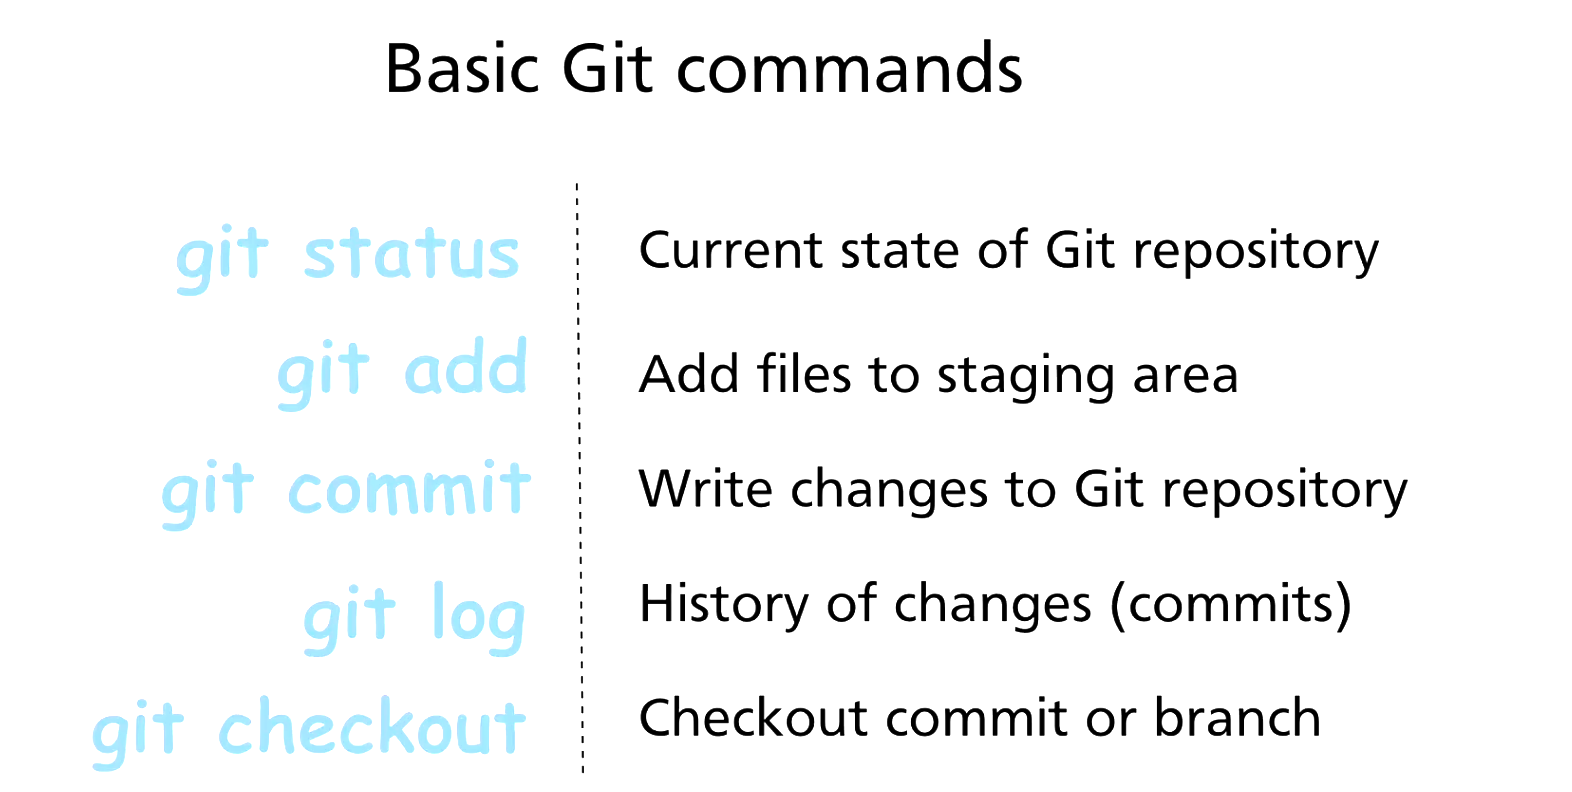 Basic Git commands
git status Current state of Git repository
git add Add files to staging area
git commit Write changes to Git repository
git log History of changes (commits)
git checkout Checkout commit or branch